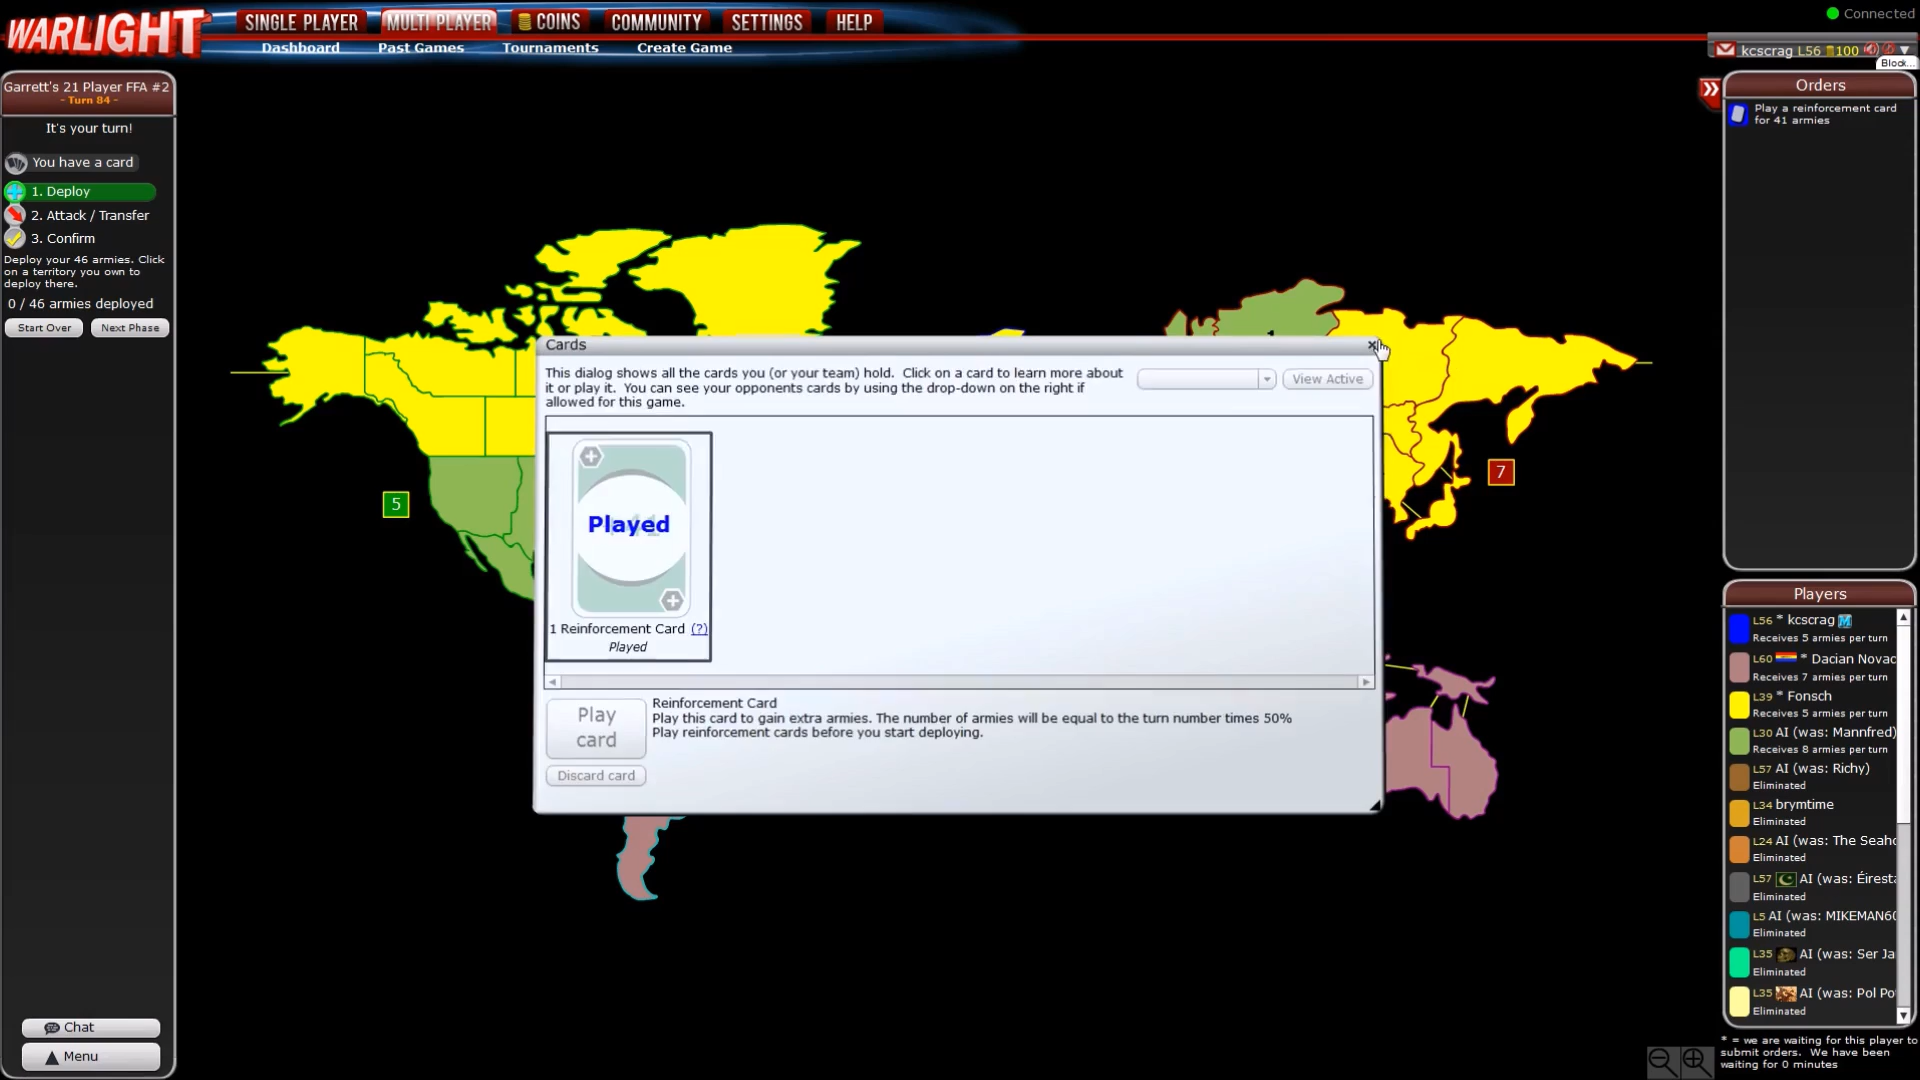 WARLIGHT
SINGLE PLAYER
MULTI PLAYER
COINS
COMMUNITY
SETTINGS
HELP
Dashboard
Past Games
Tournaments
Create Game
Connected
kcscrag L56 100
Block...
Garrett's 21 Player FFA #2
- Turn 84 -
It's your turn!
You have a card
1. Deploy
2. Attack / Transfer
3. Confirm
Deploy your 46 armies. Click
on a territory you own to
deploy there.
0 / 46 armies deployed
Start Over
Next Phase
Chat
Menu
5
1
7
Cards
This dialog shows all the cards you (or your team) hold. Click on a card to learn more about
it or play it. You can see your opponents cards by using the drop-down on the right if
allowed for this game.
View Active
Played
1 Reinforcement Card (?)
Played
Play
card
Discard card
Reinforcement Card
Play this card to gain extra armies. The number of armies will be equal to the turn number times 50%
Play reinforcement cards before you start deploying.
Orders
Play a reinforcement card
for 41 armies
Players
L56 * kcscrag M
Receives 5 armies per turn
L60 * Dacian Novac
Receives 7 armies per turn
L39 * Fonsch
Receives 5 armies per turn
L30 AI (was: Mannfred)
Receives 8 armies per turn
L57 AI (was: Richy)
Eliminated
L34 brymtime
Eliminated
L24 AI (was: The Seaho
Eliminated
L57 AI (was: Éiresta
Eliminated
L5 AI (was: MIKEMAN60
Eliminated
L35 AI (was: Ser Ja
Eliminated
L35 AI (was: Pol Po
Eliminated
* = we are waiting for this player to
submit orders. We have been
waiting for 0 minutes